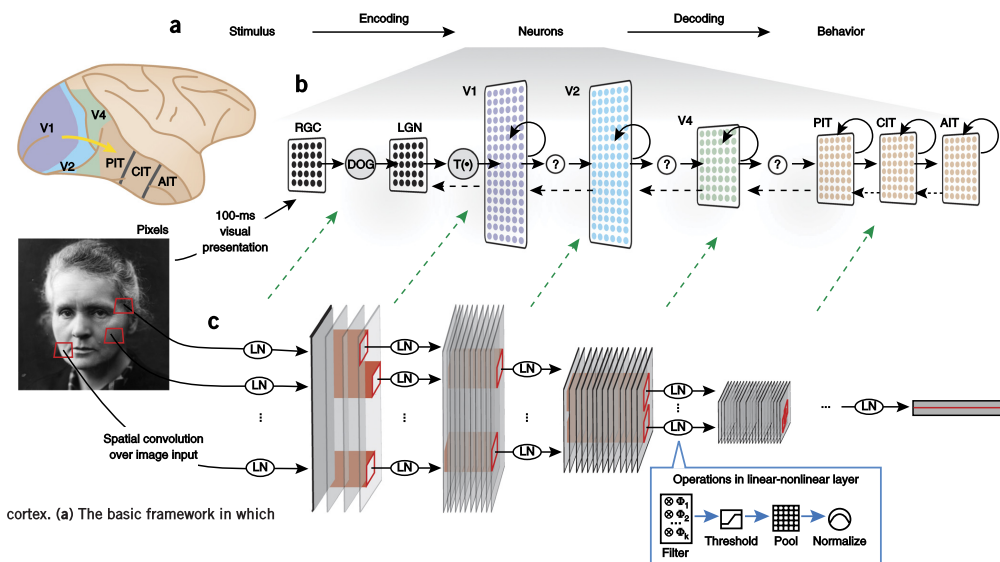 a
Stimulus
Encoding
Neurons
Decoding
Behavior
b
V1
V2
V4
PIT
CIT
AIT
RGC
LGN
V1
V2
V4
PIT
CIT
AIT
DOG
T(•)
?
?
?
100-ms
visual
presentation
Pixels
c
LN
LN
LN
LN
LN
LN
LN
LN
LN
LN
LN
...
...
...
...
Spatial convolution
over image input
Operations in linear-nonlinear layer
⊗ Φ1
⊗ Φ2
...
⊗ Φk
Filter
Threshold
Pool
Normalize
cortex. (a) The basic framework in which